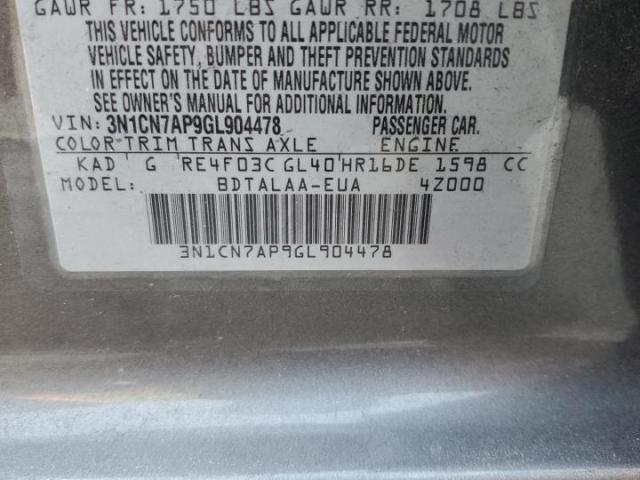 GAWR FR: 1750 LBS GAWR RR: 1708 LBS
THIS VEHICLE CONFORMS TO ALL APPLICABLE FEDERAL MOTOR
VEHICLE SAFETY, BUMPER AND THEFT PREVENTION STANDARDS
IN EFFECT ON THE DATE OF MANUFACTURE SHOWN ABOVE.
SEE OWNER'S MANUAL FOR ADDITIONAL INFORMATION.
VIN: 3N1CN7AP9GL904478 PASSENGER CAR.
COLOR TRIM TRANS AXLE ENGINE
KAD G RE4F03C GL40 HR16DE 1598 CC
MODEL: BDTALAA-EUA 4Z000
3N1CN7AP9GL904478